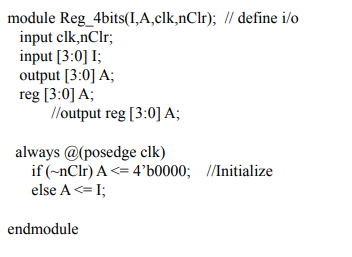 module Reg_4bits(I,A,clk,nClr); // define i/o
input clk,nClr;
input [3:0] I;
output [3:0] A;
reg [3:0] A;
//output reg [3:0] A;
always @(posedge clk)
if (~nClr) A <= 4’b0000; //Initialize
else A <= I;
endmodule